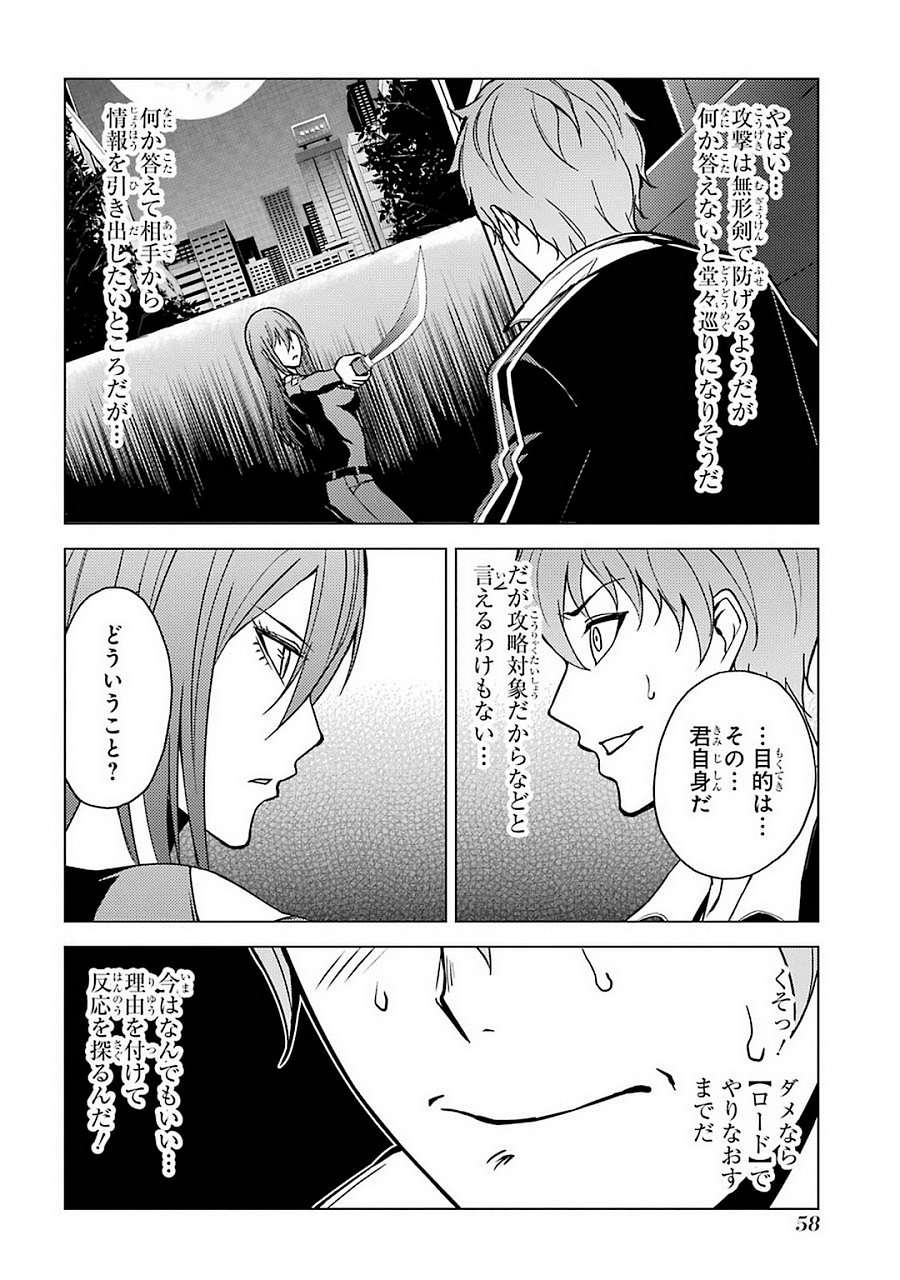 やばい…
攻撃は無形剣で防げるようだが
何か答えないと堂々巡りになりそうだ
何か答えて相手から
情報を引き出したいところだが…
…目的は…
その…
君自身だ
だが攻略対象だからなどと
言えるわけもない…
どういうこと?
くそっ!
ダメなら
【ロード】で
やりなおす
までだ
今はなんでもいい…
理由を付けて
反応を探るんだ!
58